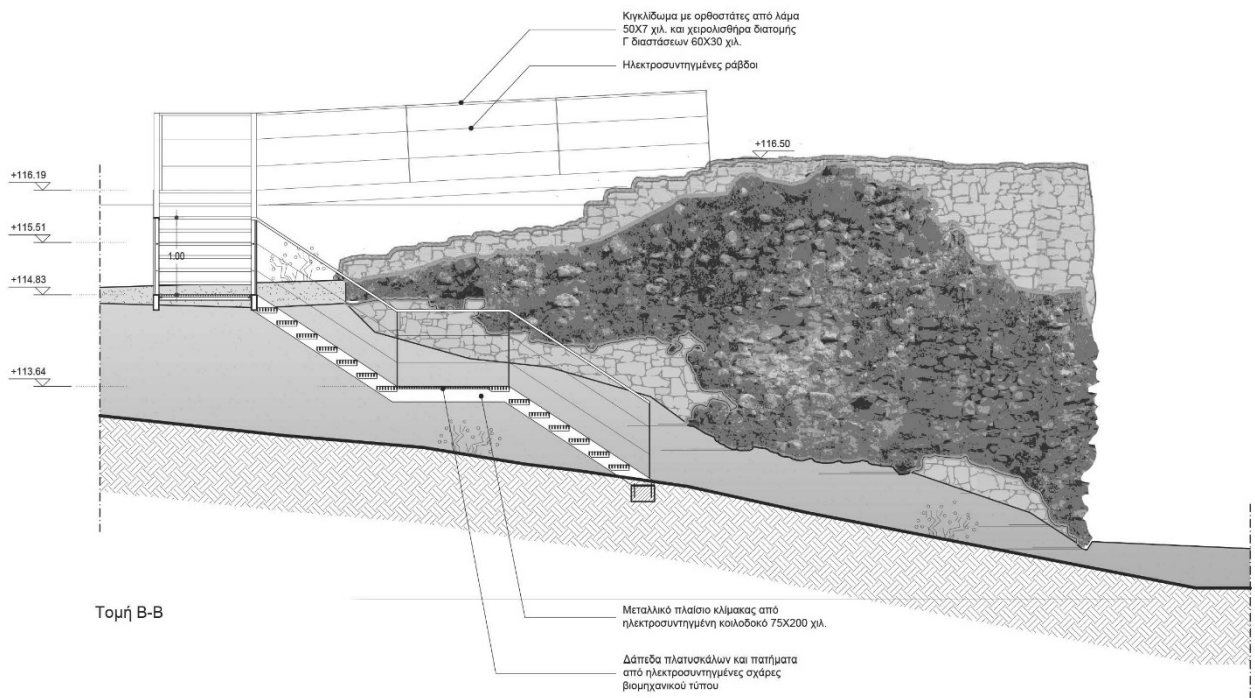 Κιγκλίδωμα με ορθοστάτες από λάμα
50Χ7 χιλ. και χειρολισθήρα διατομής
Γ διαστάσεων 60Χ30 χιλ.
Ηλεκτροσυντηγμένες ράβδοι
+116.50
+116.19
+115.51
1.00
+114.83
+113.64
Τομή Β-Β
Μεταλλικό πλαίσιο κλίμακας από
ηλεκτροσυντηγμένη κοιλοδοκό 75Χ200 χιλ.
Δάπεδα πλατυσκάλων και πατήματα
από ηλεκτροσυντηγμένες σχάρες
βιομηχανικού τύπου